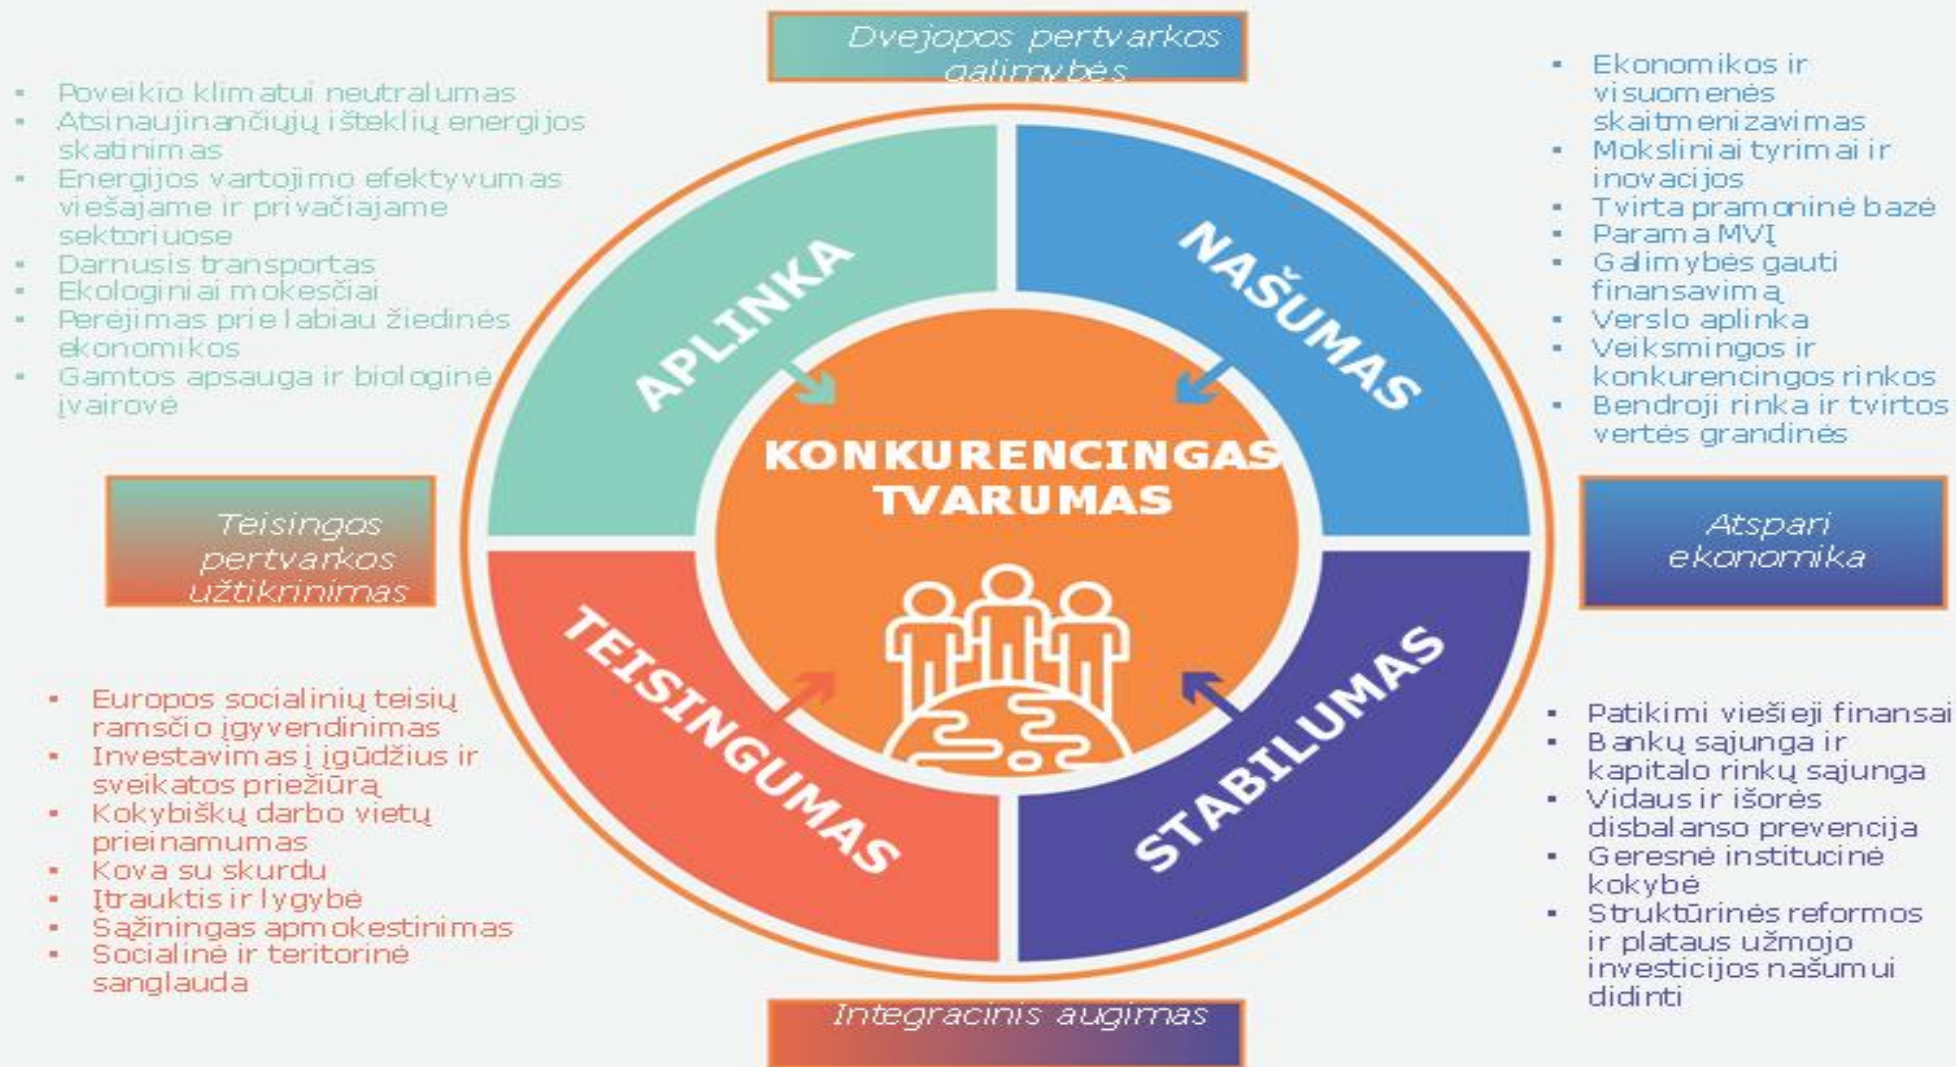 Dvejopos pertvarkos
galimybės
▪ Poveikio klimatui neutralumas
▪ Atsinaujinančiųjų išteklių energijos
skatinimas
▪ Energijos vartojimo efektyvumas
viešajame ir privačiajame
sektoriuose
▪ Darnusis transportas
▪ Ekologiniai mokesčiai
▪ Perėjimas prie labiau žiedinės
ekonomikos
▪ Gamtos apsauga ir biologinė
įvairovė
▪ Ekonomikos ir
visuomenės
skaitmenizavimas
▪ Moksliniai tyrimai ir
inovacijos
▪ Tvirta pramoninė bazė
▪ Parama MVĮ
▪ Galimybės gauti
finansavimą
▪ Verslo aplinka
▪ Veiksmingos ir
konkurencingos rinkos
▪ Bendroji rinka ir tvirtos
vertės grandinės
APLINKA
NAŠUMAS
KONKURENCINGAS
TVARUMAS
TEISINGUMAS
STABILUMAS
Teisingos
pertvarkos
užtikrinimas
Atspari
ekonomika
▪ Europos socialinių teisių
ramsčio įgyvendinimas
▪ Investavimas į įgūdžius ir
sveikatos priežiūrą
▪ Kokybiškų darbo vietų
prieinamumas
▪ Kova su skurdu
▪ Įtrauktis ir lygybė
▪ Sąžiningas apmokestinimas
▪ Socialinė ir teritorinė
sanglauda
▪ Patikimi viešieji finansai
▪ Bankų sąjunga ir
kapitalo rinkų sąjunga
▪ Vidaus ir išorės
disbalanso prevencija
▪ Geresnė institucinė
kokybė
▪ Struktūrinės reformos
ir plataus užmojo
investicijos našumui
didinti
Integracinis augimas